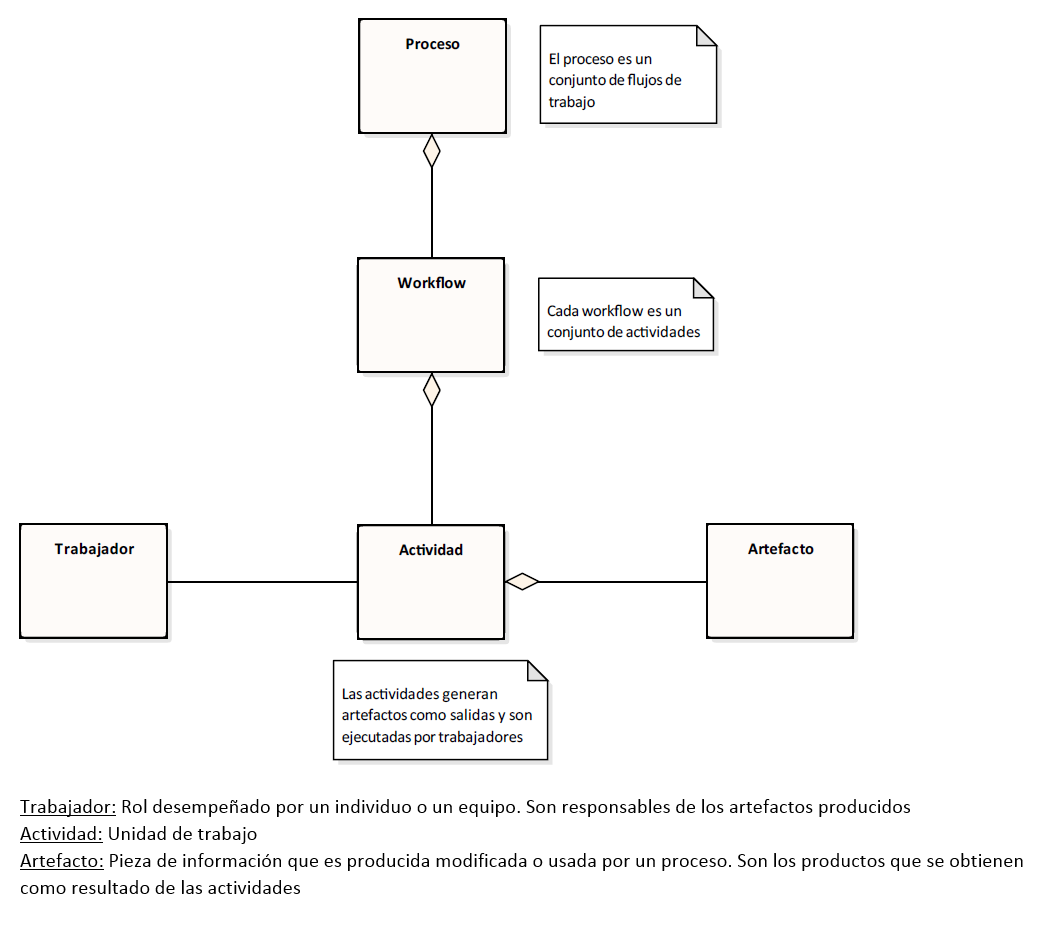 Proceso
El proceso es un
conjunto de flujos de
trabajo
Workflow
Cada workflow es un
conjunto de actividades
Trabajador
Actividad
Artefacto
Las actividades generan
artefactos como salidas y son
ejecutadas por trabajadores
Trabajador: Rol desempeñado por un individuo o un equipo. Son responsables de los artefactos producidos
Actividad: Unidad de trabajo
Artefacto: Pieza de información que es producida modificada o usada por un proceso. Son los productos que se obtienen
como resultado de las actividades